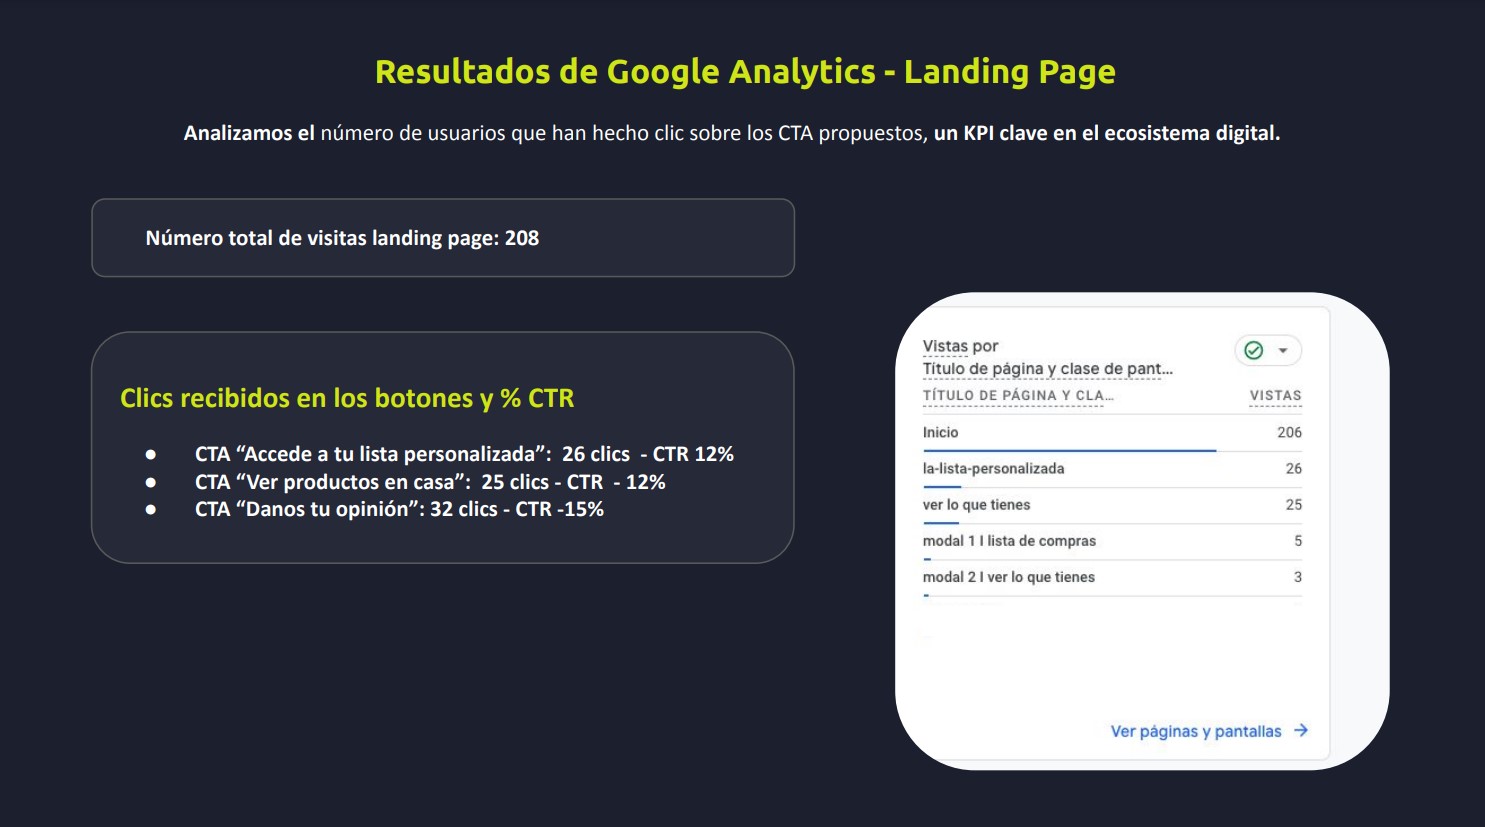 Resultados de Google Analytics - Landing Page
Analizamos el número de usuarios que han hecho clic sobre los CTA propuestos, un KPI clave en el ecosistema digital.
Número total de visitas landing page: 208
Clics recibidos en los botones y % CTR
● CTA “Accede a tu lista personalizada”: 26 clics - CTR 12%
● CTA “Ver productos en casa”: 25 clics - CTR - 12%
● CTA “Danos tu opinión”: 32 clics - CTR -15%
Vistas por
Título de página y clase de pant...
TÍTULO DE PÁGINA Y CLA... VISTAS
Inicio 206
la-lista-personalizada 26
ver lo que tienes 25
modal 1 I lista de compras 5
modal 2 I ver lo que tienes 3
Ver páginas y pantallas →